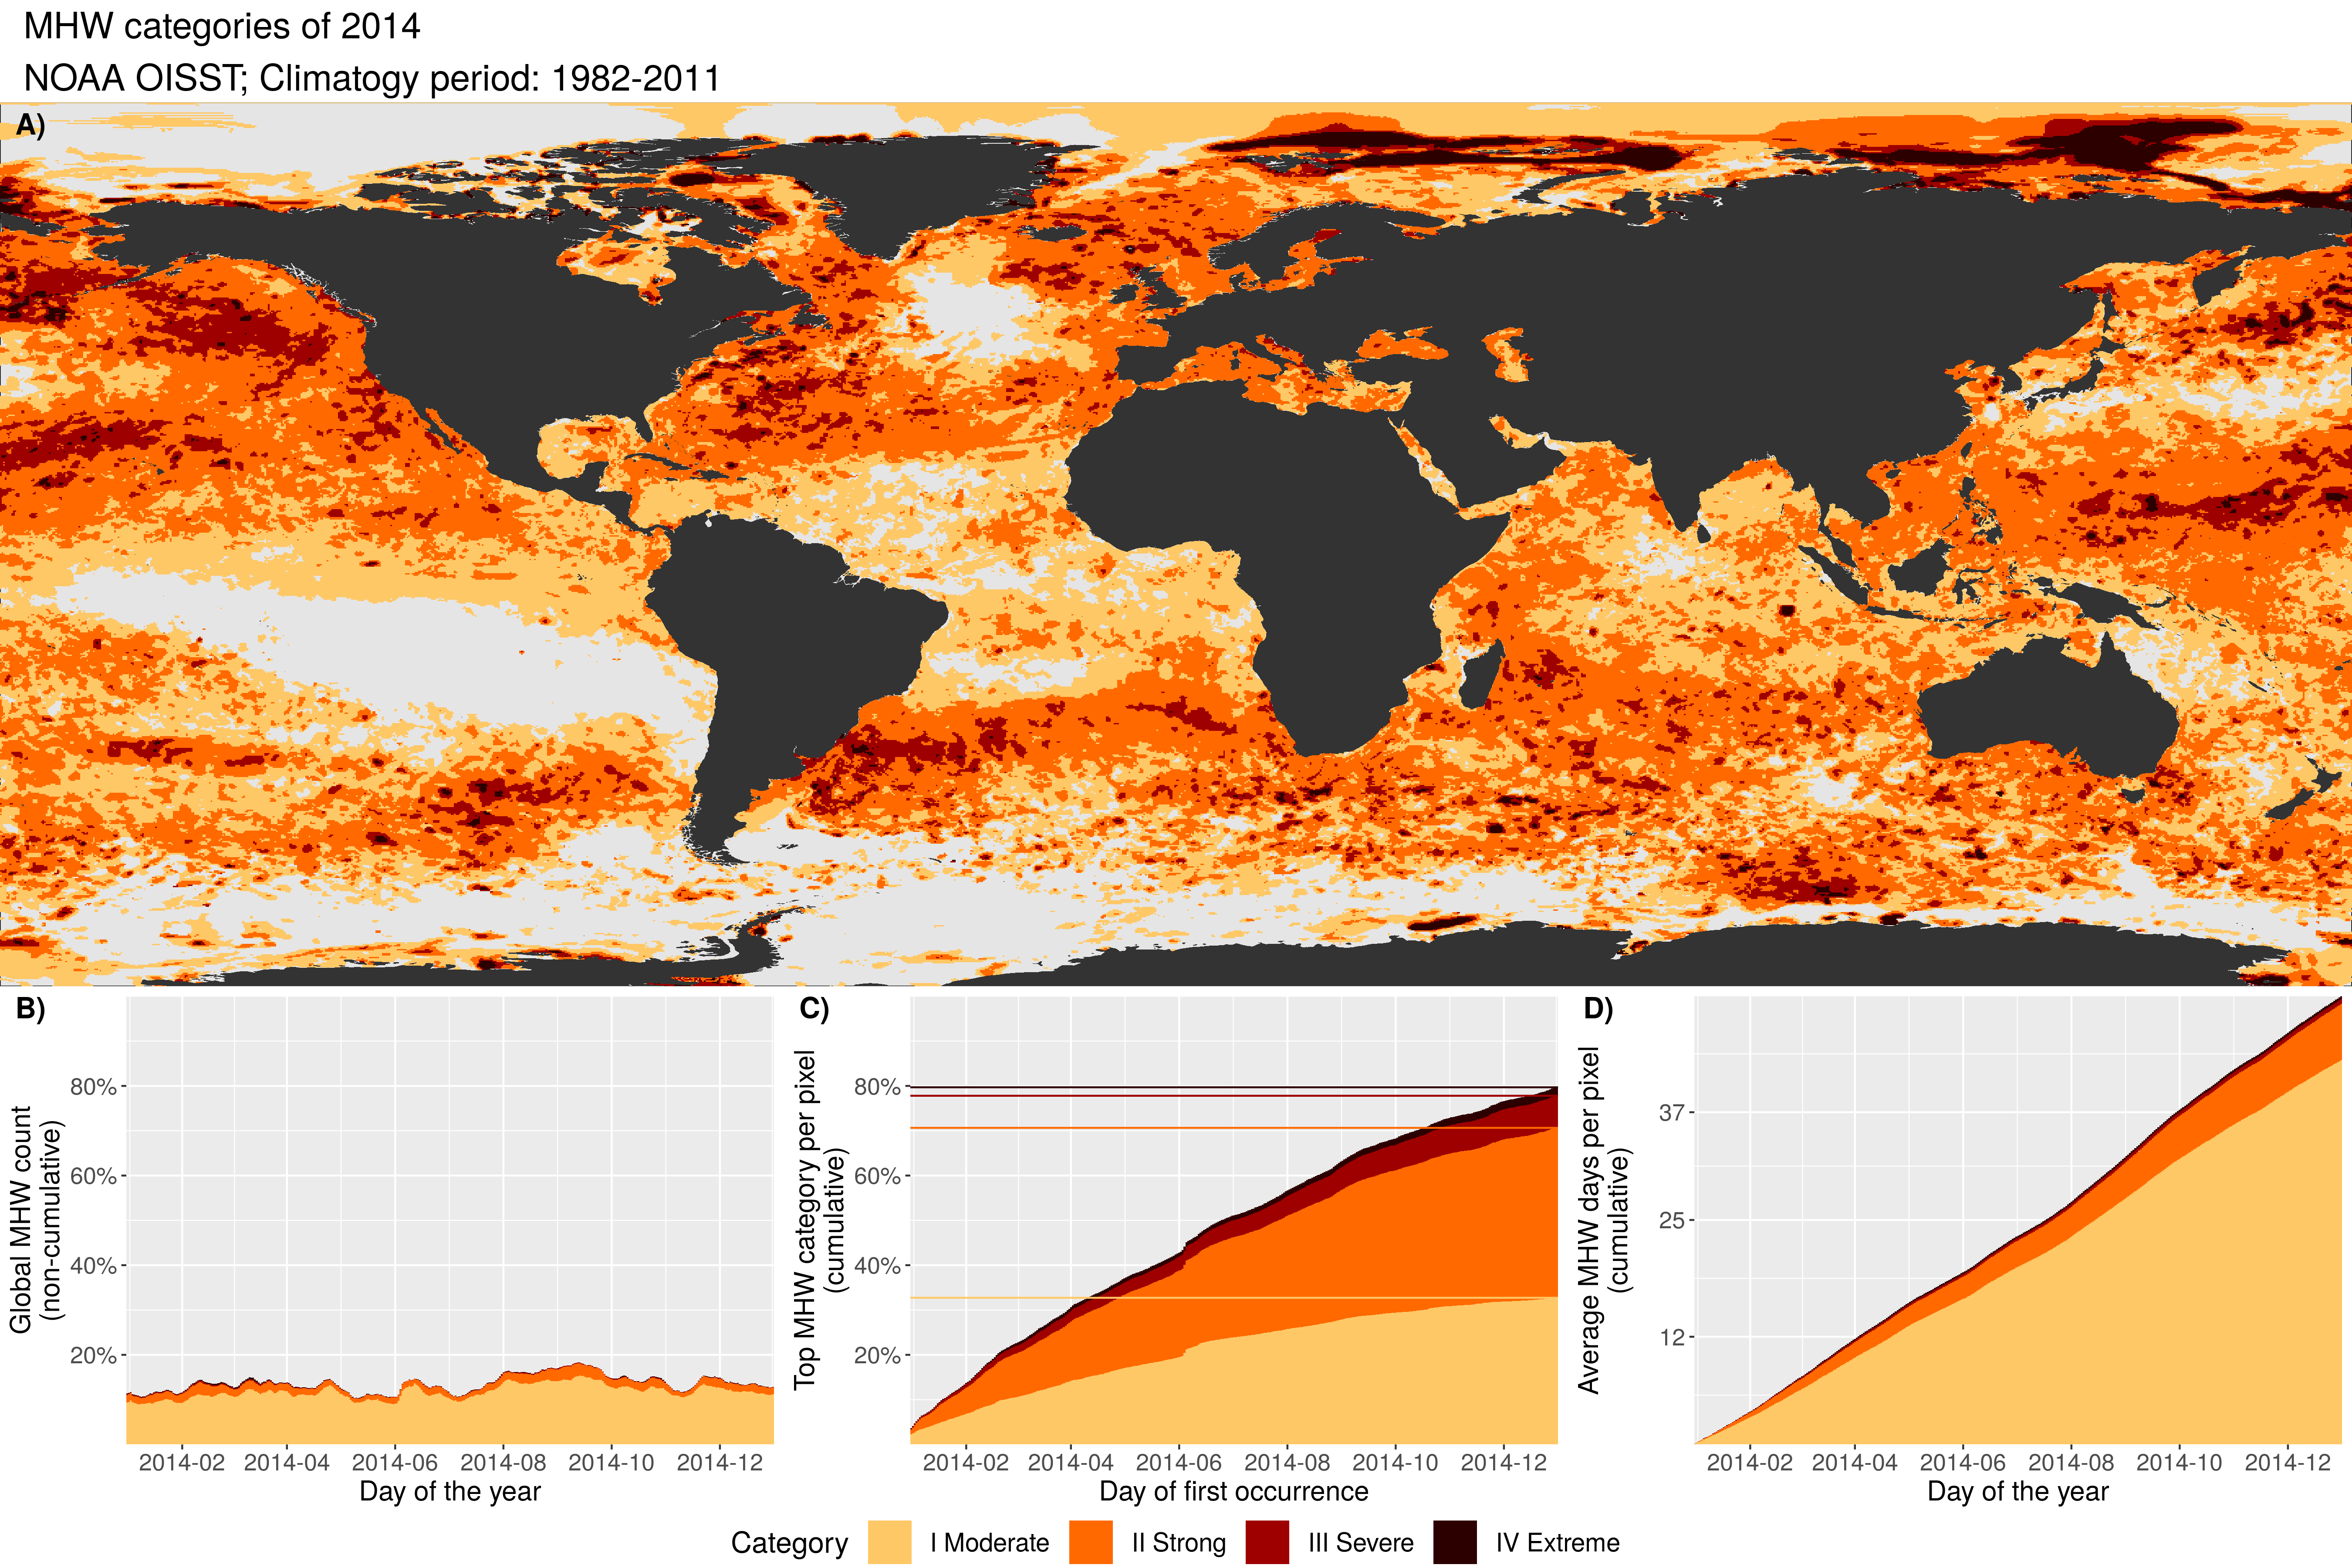 MHW categories of 2014
NOAA OISST; Climatogy period: 1982-2011
A)
B)
Global MHW count
(non-cumulative)
80%
60%
40%
20%
2014-02 2014-04 2014-06 2014-08 2014-10 2014-12
Day of the year
C)
Top MHW category per pixel
(cumulative)
80%
60%
40%
20%
2014-02 2014-04 2014-06 2014-08 2014-10 2014-12
Day of first occurrence
D)
Average MHW days per pixel
(cumulative)
37
25
12
2014-02 2014-04 2014-06 2014-08 2014-10 2014-12
Day of the year
Category I Moderate II Strong III Severe IV Extreme